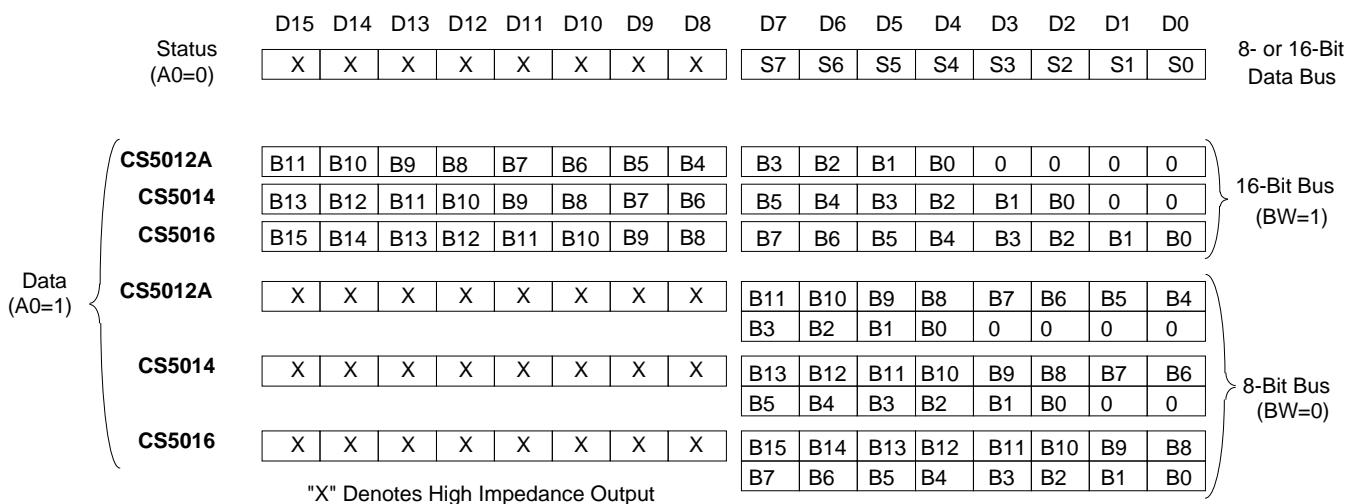 D15 D14 D13 D12 D11 D10 D9 D8 D7 D6 D5 D4 D3 D2 D1 D0
Status (A0=0) X X X X X X X X S7 S6 S5 S4 S3 S2 S1 S0 8- or 16-Bit Data Bus
CS5012A B11 B10 B9 B8 B7 B6 B5 B4 B3 B2 B1 B0 0 0 0 0
CS5014 B13 B12 B11 B10 B9 B8 B7 B6 B5 B4 B3 B2 B1 B0 0 0
16-Bit Bus (BW=1)
CS5016 B15 B14 B13 B12 B11 B10 B9 B8 B7 B6 B5 B4 B3 B2 B1 B0
Data (A0=1)
CS5012A X X X X X X X X B11 B10 B9 B8 B7 B6 B5 B4
B3 B2 B1 B0 0 0 0 0
CS5014 X X X X X X X X B13 B12 B11 B10 B9 B8 B7 B6
B5 B4 B3 B2 B1 B0 0 0
8-Bit Bus (BW=0)
CS5016 X X X X X X X X B15 B14 B13 B12 B11 B10 B9 B8
B7 B6 B5 B4 B3 B2 B1 B0
"X" Denotes High Impedance Output